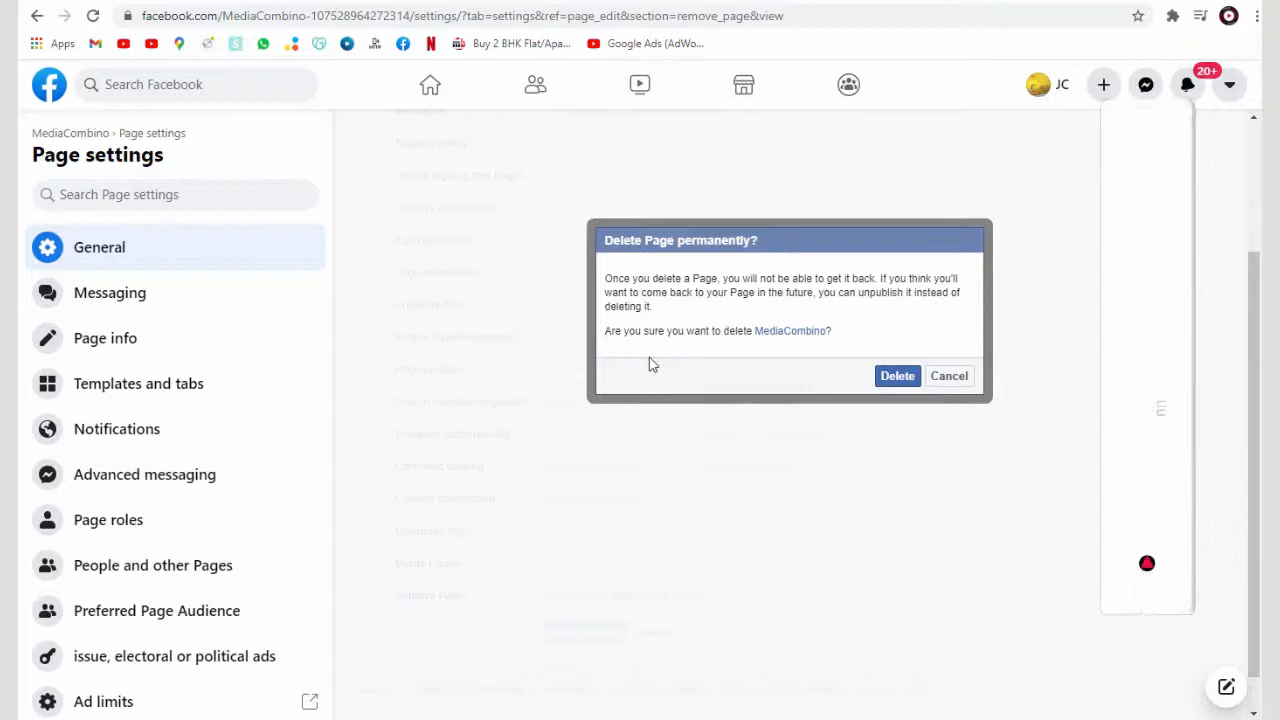 facebook.com/MediaCombino-107528964272314/settings/?tab=settings&ref=page_edit&section=remove_page&view
Apps
Buy 2 BHK Flat/Apa...
Google Ads (AdWo...
Search Facebook
JC
20+
MediaCombino › Page settings
Page settings
Search Page settings
General
Messaging
Page info
Templates and tabs
Notifications
Advanced messaging
Page roles
People and other Pages
Preferred Page Audience
issue, electoral or political ads
Ad limits
Delete Page permanently?
Once you delete a Page, you will not be able to get it back. If you think you'll
want to come back to your Page in the future, you can unpublish it instead of
deleting it.
Are you sure you want to delete MediaCombino?
Delete
Cancel